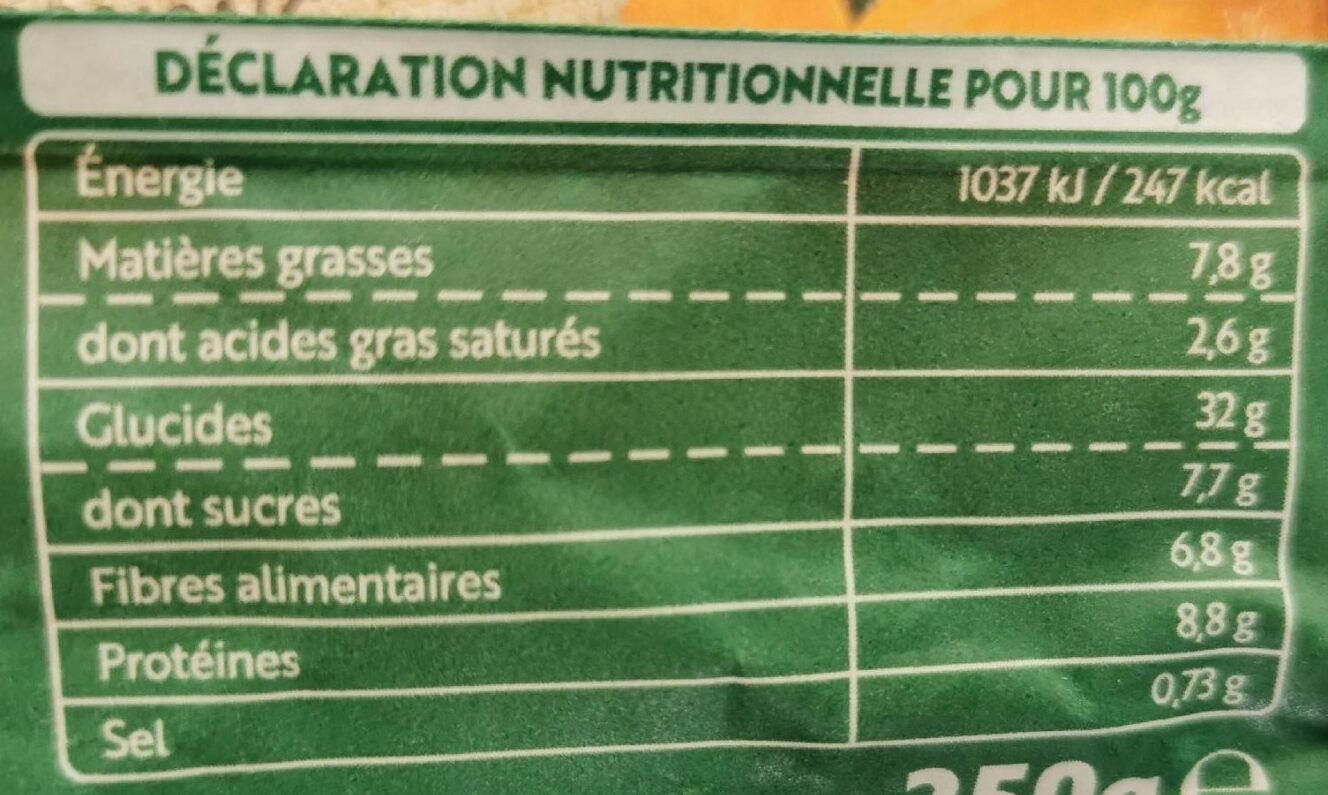 DÉCLARATION NUTRITIONNELLE POUR 100g
Énergie 1037 kJ / 247 kcal
Matières grasses 7,8 g
dont acides gras saturés 2,6 g
Glucides 32 g
dont sucres 7,7 g
Fibres alimentaires 6,8 g
Protéines 8,8 g
Sel 0,73 g